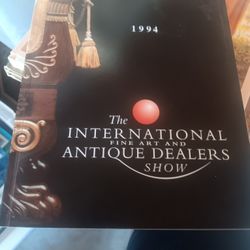 1994
The
INTERNATIONAL
FINE ART AND
ANTIQUE DEALERS
SHOW